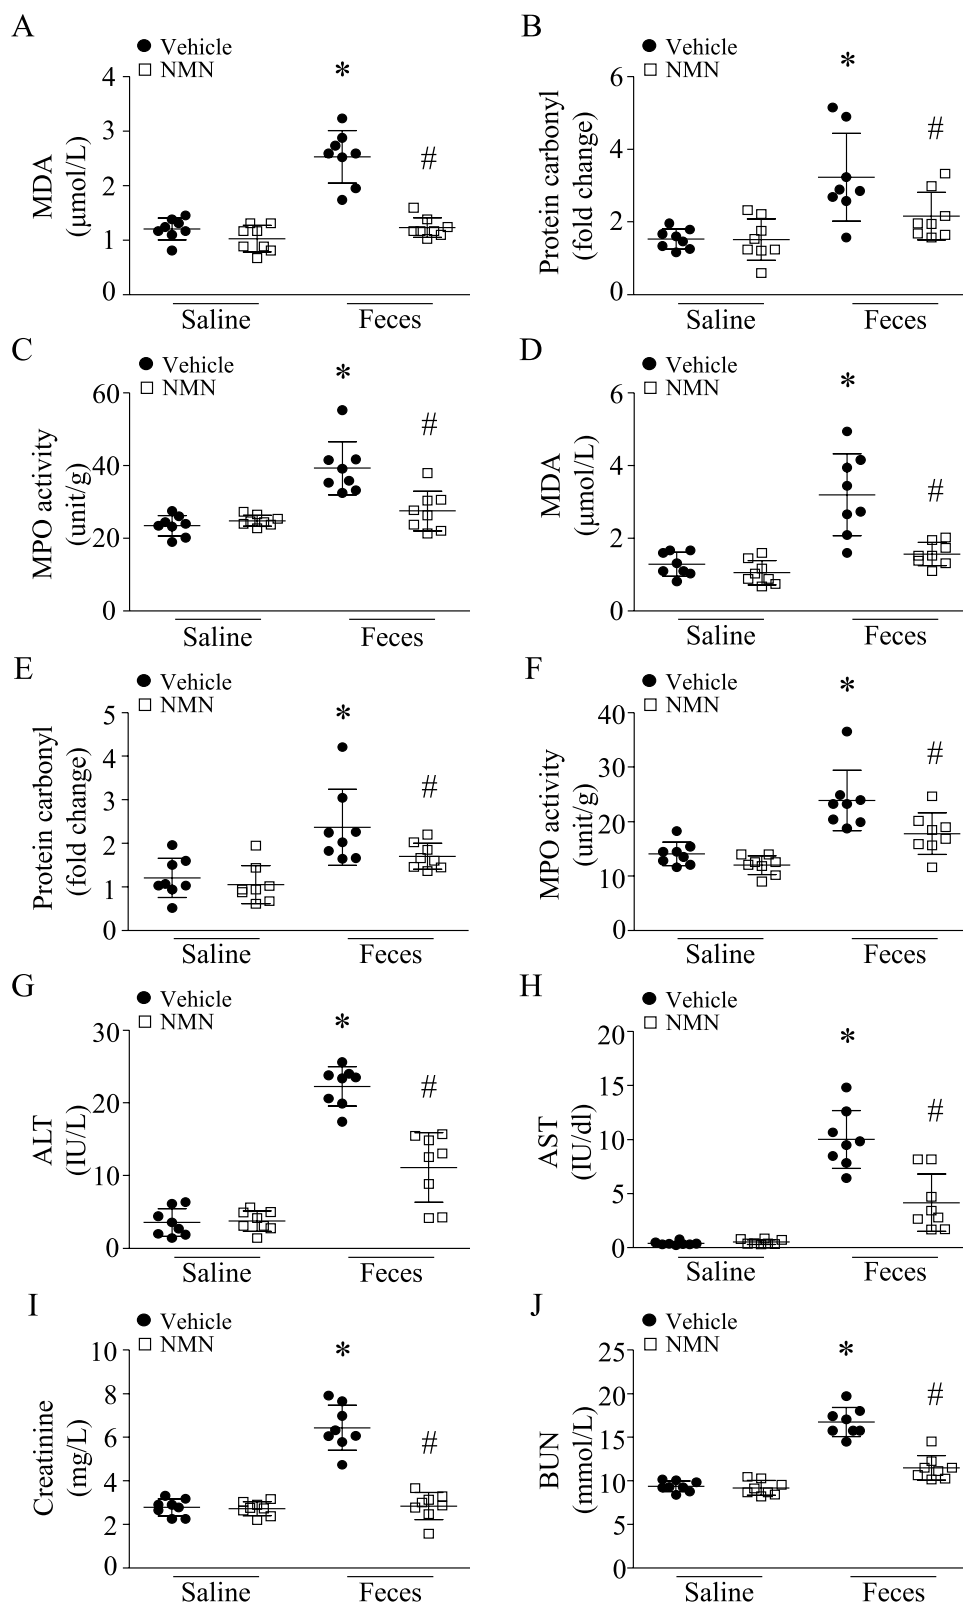 A
● Vehicle
□ NMN
*
#
MDA
(μmol/L)
4
3
2
1
0
Saline
Feces
B
● Vehicle
□ NMN
*
#
Protein carbonyl
(fold change)
6
4
2
0
Saline
Feces
C
● Vehicle
□ NMN
*
#
MPO activity
(unit/g)
60
40
20
0
Saline
Feces
D
● Vehicle
□ NMN
*
#
MDA
(μmol/L)
6
4
2
0
Saline
Feces
E
● Vehicle
□ NMN
*
#
Protein carbonyl
(fold change)
5
4
3
2
1
0
Saline
Feces
F
● Vehicle
□ NMN
*
#
MPO activity
(unit/g)
40
30
20
10
0
Saline
Feces
G
● Vehicle
□ NMN
*
#
ALT
(IU/L)
30
20
10
0
Saline
Feces
H
● Vehicle
□ NMN
*
#
AST
(IU/dl)
20
15
10
5
0
Saline
Feces
I
● Vehicle
□ NMN
*
#
Creatinine
(mg/L)
10
8
6
4
2
0
Saline
Feces
J
● Vehicle
□ NMN
*
#
BUN
(mmol/L)
25
20
15
10
5
0
Saline
Feces